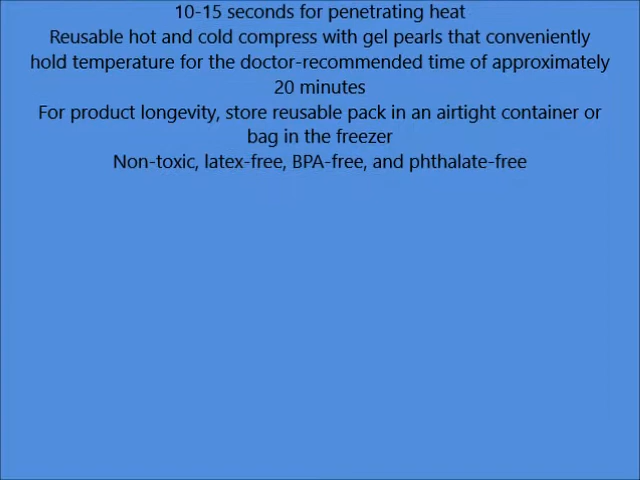 10-15 seconds for penetrating heat
Reusable hot and cold compress with gel pearls that conveniently
hold temperature for the doctor-recommended time of approximately
20 minutes
For product longevity, store reusable pack in an airtight container or
bag in the freezer
Non-toxic, latex-free, BPA-free, and phthalate-free